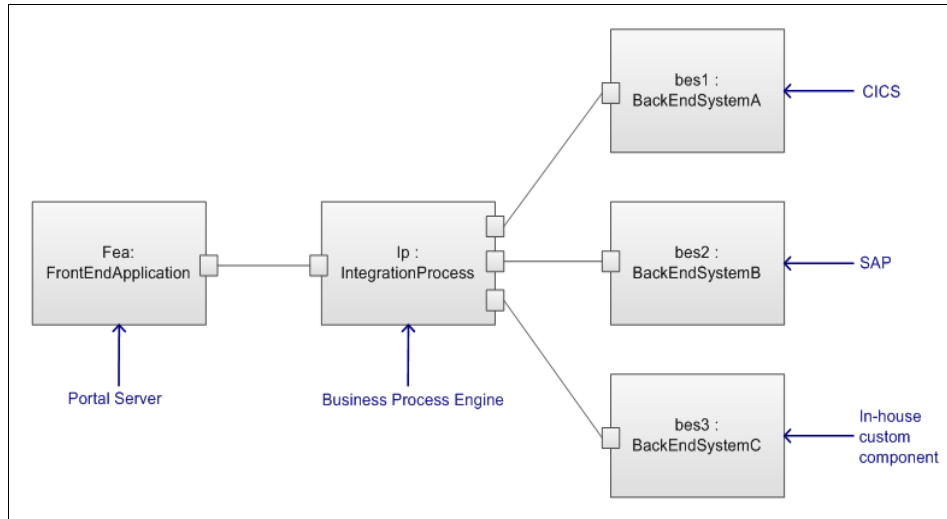 bes1 :
BackEndSystemA
CICS
Fea:
FrontEndApplication
Ip :
IntegrationProcess
bes2 :
BackEndSystemB
SAP
Portal Server
Business Process Engine
bes3 :
BackEndSystemC
In-house
custom
component